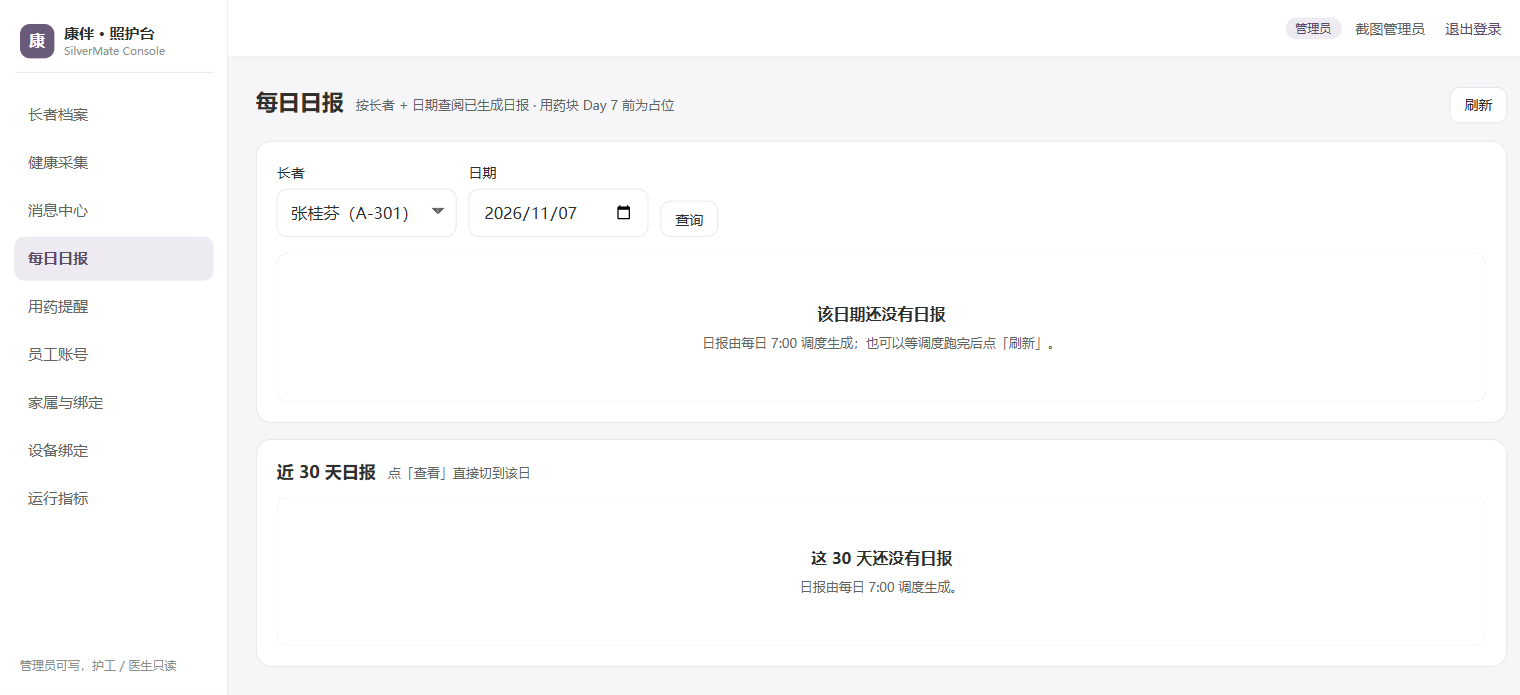 康
康伴·照护台
SilverMate Console
管理员
截图管理员
退出登录
长者档案
健康采集
消息中心
每日日报
用药提醒
员工账号
家属与绑定
设备绑定
运行指标
管理员可写，护工 / 医生只读
每日日报
按长者 + 日期查阅已生成日报 · 用药块 Day 7 前为占位
刷新
长者
日期
张桂芬（A-301）
2026/11/07
查询
该日期还没有日报
日报由每日 7:00 调度生成；也可以等调度跑完后点「刷新」。
近 30 天日报
点「查看」直接切到该日
这 30 天还没有日报
日报由每日 7:00 调度生成。